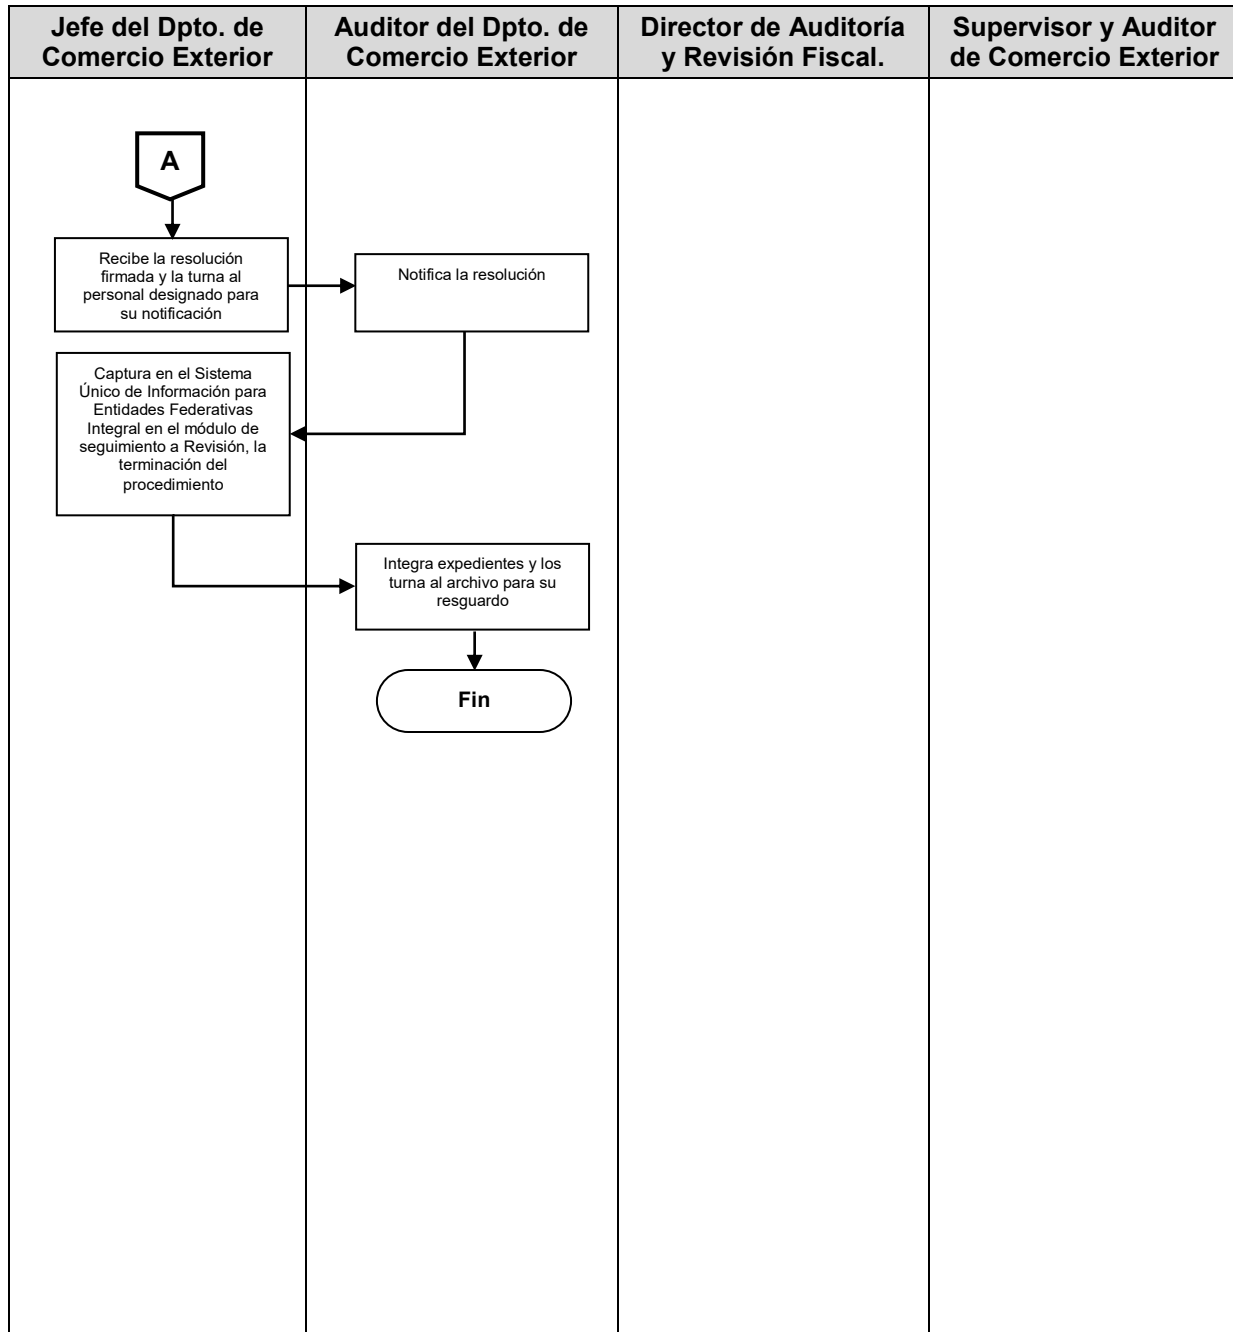 Jefe del Dpto. de
Comercio Exterior
Auditor del Dpto. de
Comercio Exterior
Director de Auditoría
y Revisión Fiscal.
Supervisor y Auditor
de Comercio Exterior
A
Recibe la resolución
firmada y la turna al
personal designado para
su notificación
Notifica la resolución
Captura en el Sistema
Único de Información para
Entidades Federativas
Integral en el módulo de
seguimiento a Revisión, la
terminación del
procedimiento
Integra expedientes y los
turna al archivo para su
resguardo
Fin